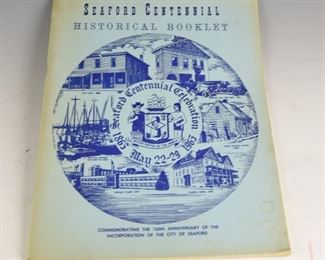 SEAFORD CENTENNIAL
HISTORICAL BOOKLET
Seaford Centennial Celebration
1865 May 22-29 1965
COMMEMORATING THE 100TH ANNIVERSARY OF THE
INCORPORATION OF THE CITY OF SEAFORD